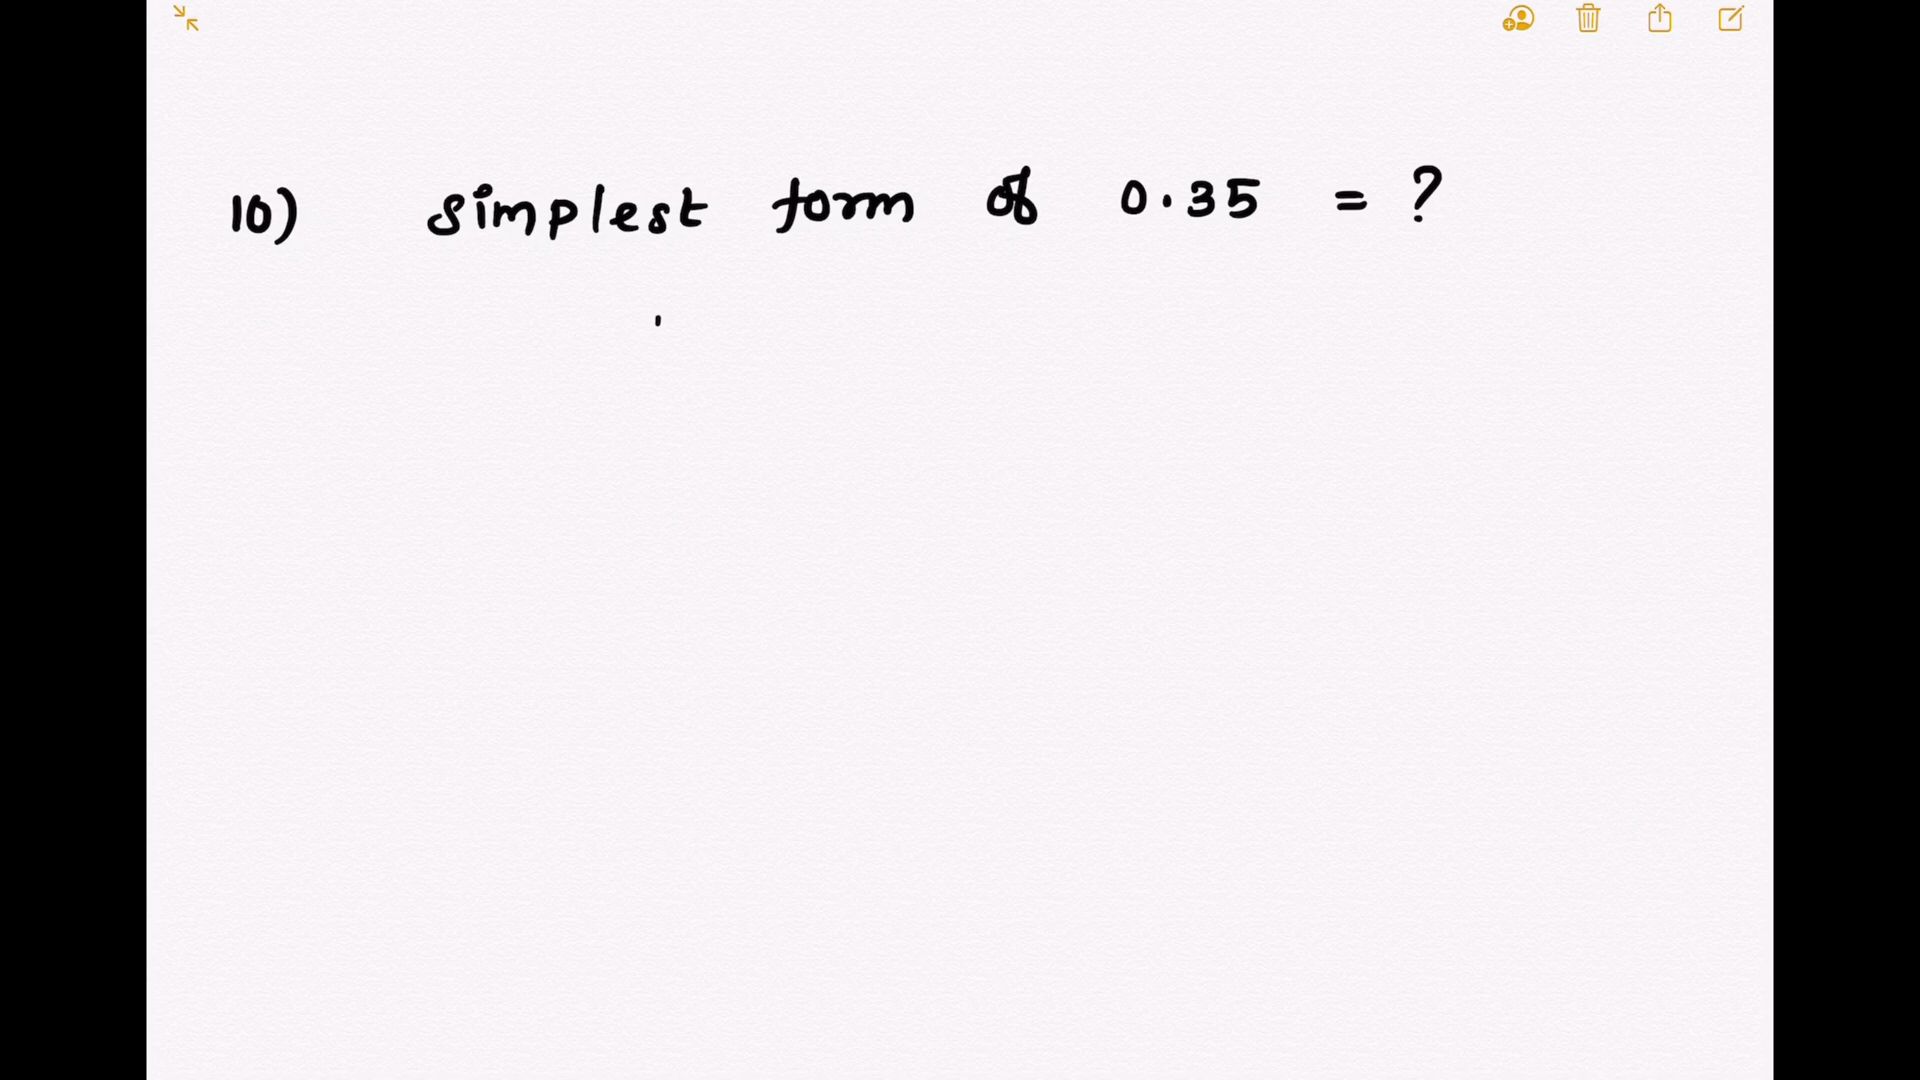 10) simplest form of 0.35 = ?